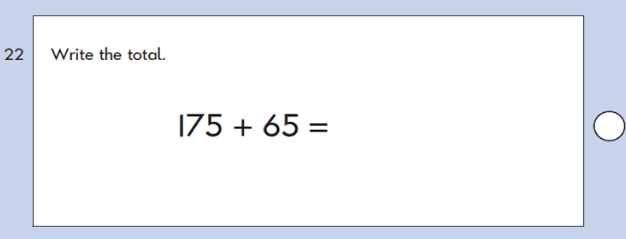 22 Write the total.
175 + 65 =